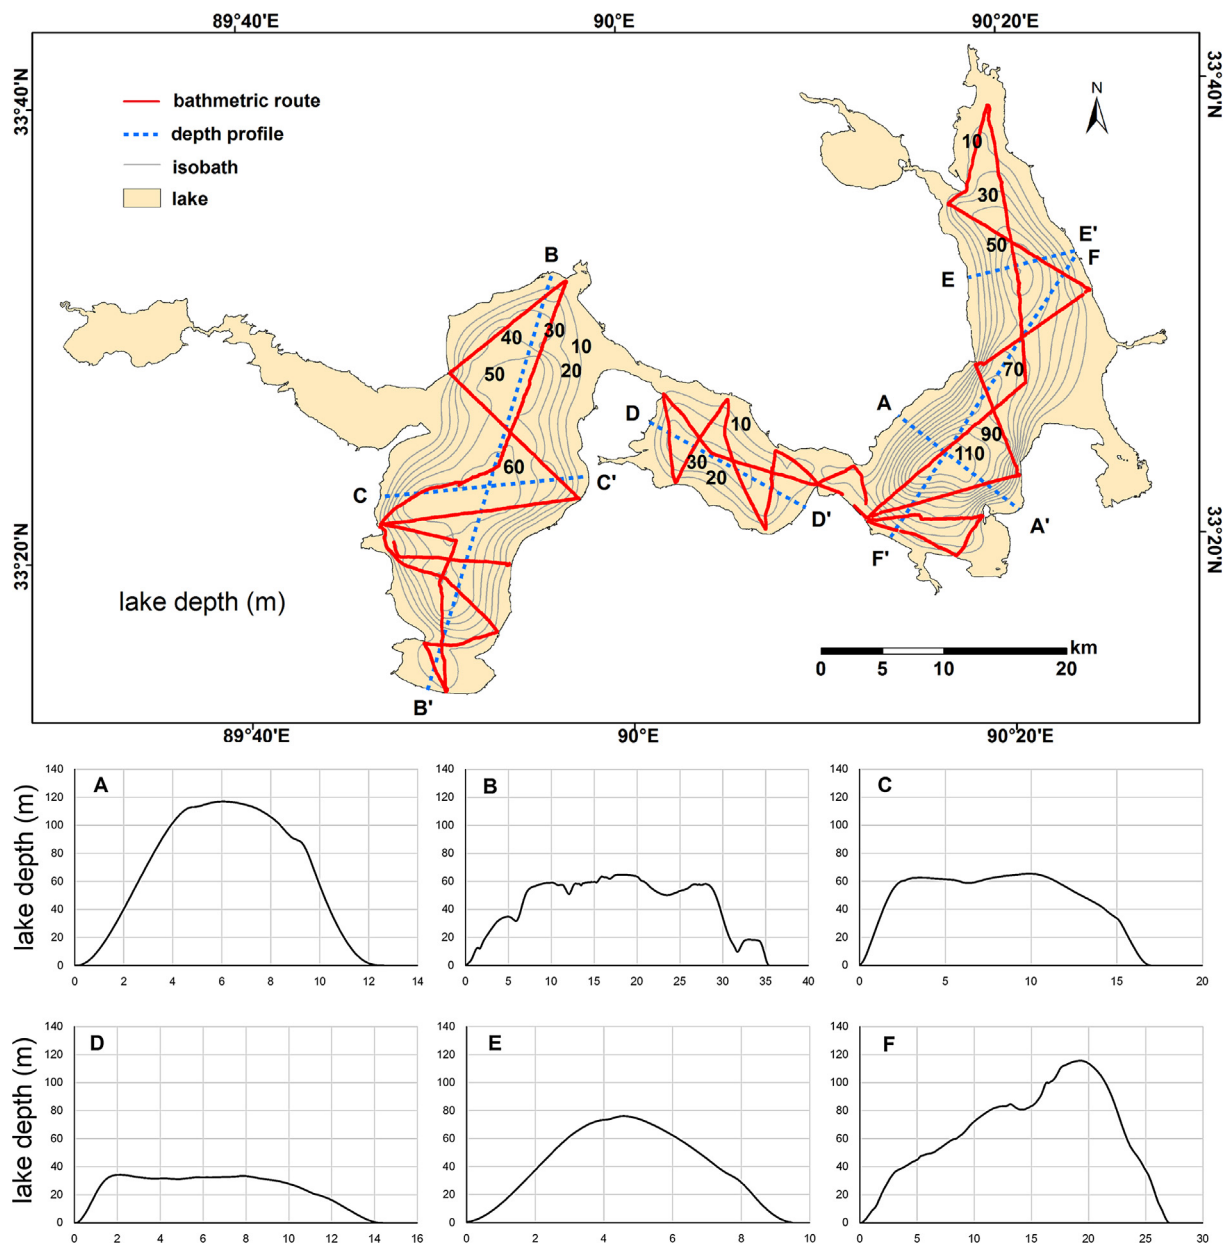 89°40'E 90°E 90°20'E
33°40'N
33°40'N
N
bathmetric route
depth profile
isobath
lake
10
30
50
E'
F
E
B
40
30
10
50
20
70
A
D
10
90
110
30
20
60
C
C'
D'
A'
F'
33°20'N
33°20'N
lake depth (m)
km
0 5 10 20
B'
89°40'E 90°E 90°20'E
lake depth (m)
A
140
120
100
80
60
40
20
0
0 2 4 6 8 10 12 14
B
140
120
100
80
60
40
20
0
0 5 10 15 20 25 30 35 40
C
140
120
100
80
60
40
20
0
0 5 10 15 20
lake depth (m)
D
140
120
100
80
60
40
20
0
0 2 4 6 8 10 12 14 16
E
140
120
100
80
60
40
20
0
0 2 4 6 8 10
F
140
120
100
80
60
40
20
0
0 5 10 15 20 25 30